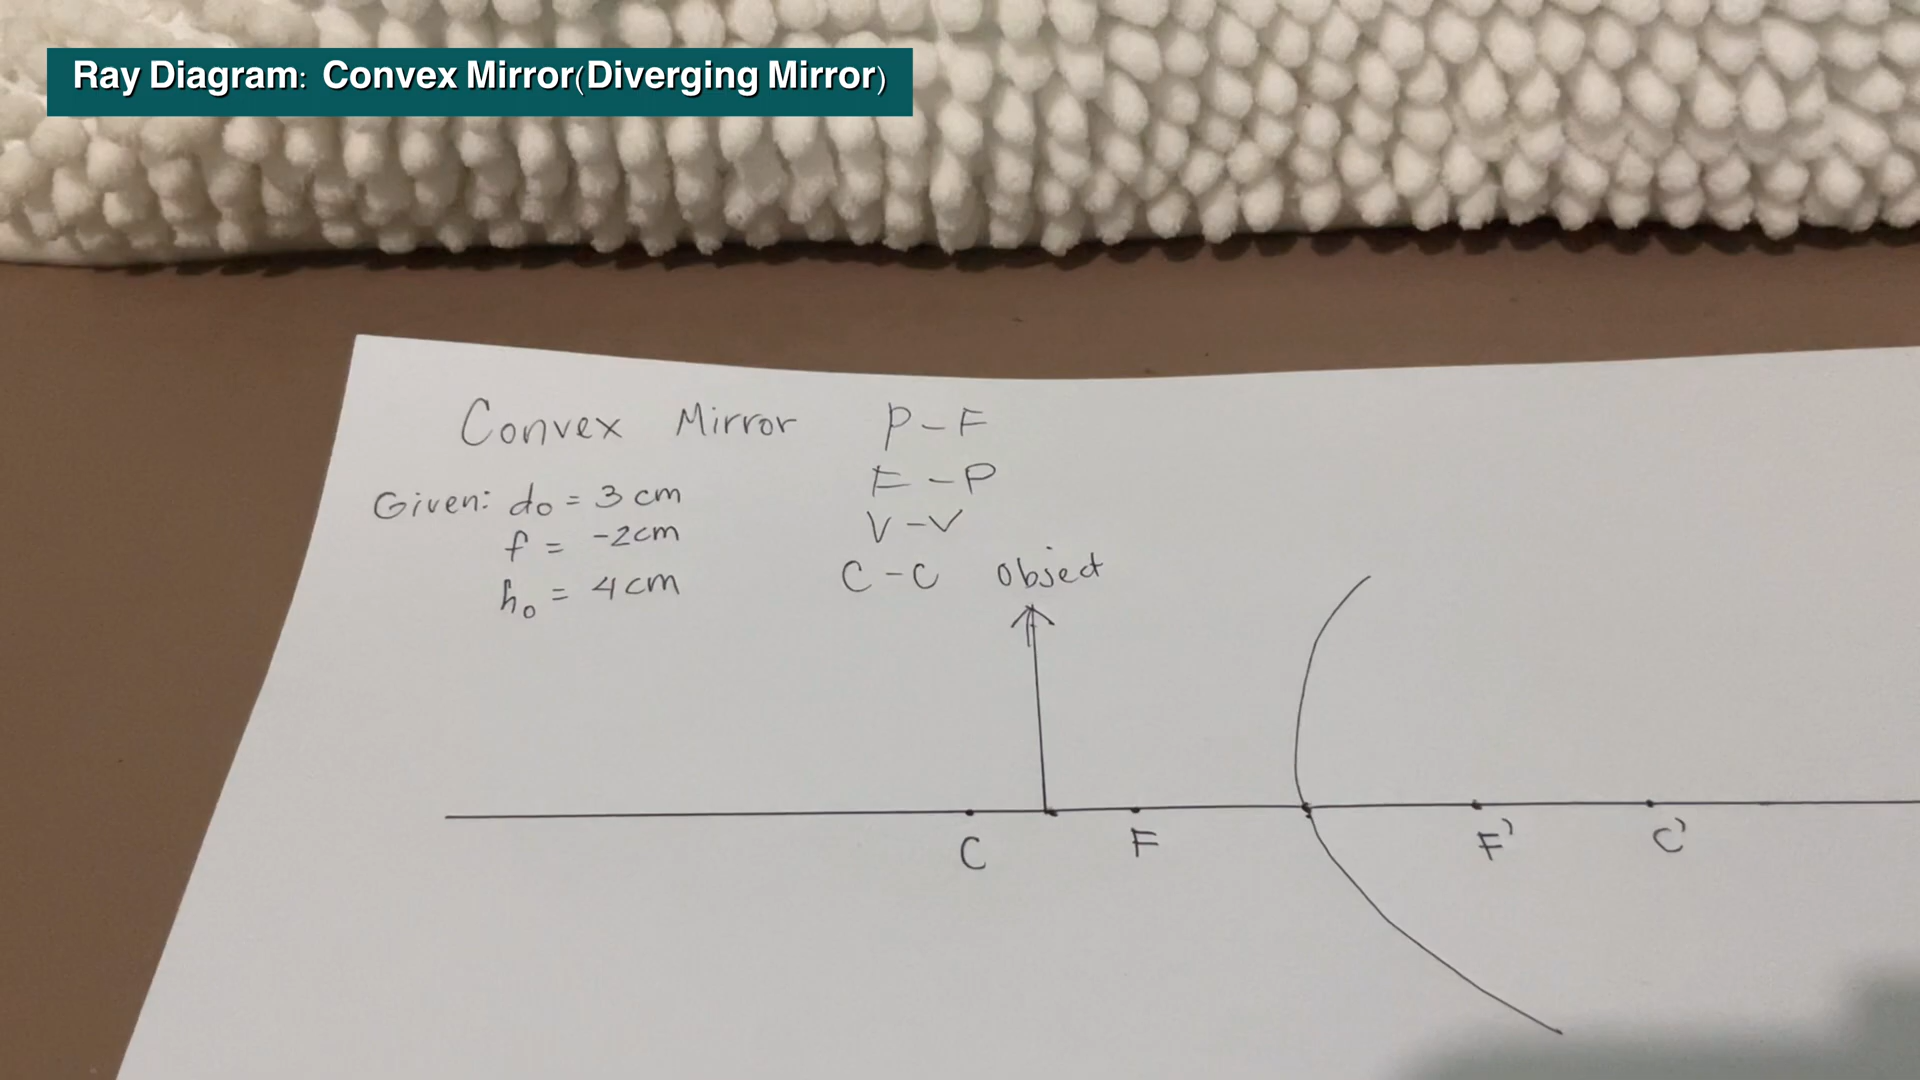 Ray Diagram: Convex Mirror(Diverging Mirror)
Convex Mirror
Given: do = 3 cm
f = -2cm
ho = 4cm
P-F
F-P
V-V
C-C
Object
C
F
F'
C'